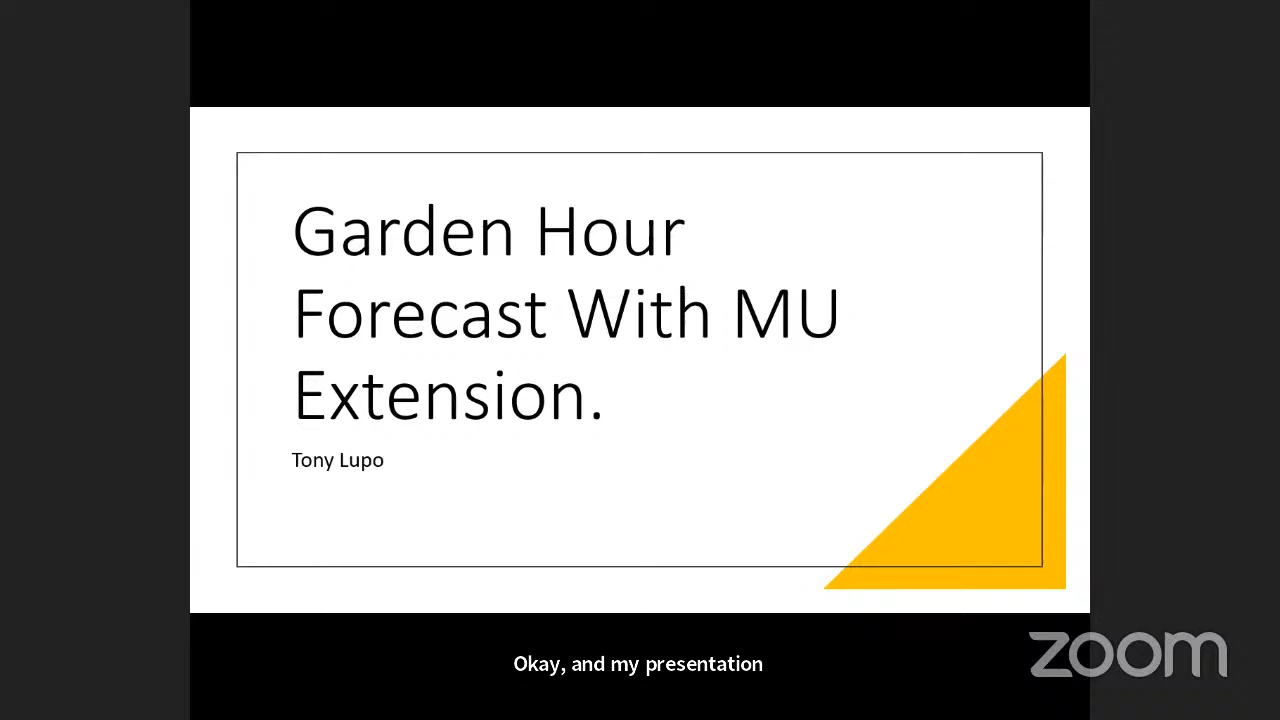 Garden Hour
Forecast With MU
Extension.
Tony Lupo
Okay, and my presentation
zoom